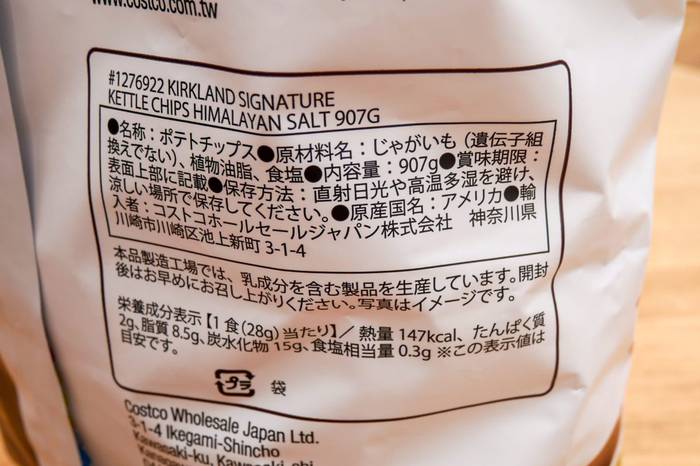 www.costco.com.tw
#1276922 KIRKLAND SIGNATURE
KETTLE CHIPS HIMALAYAN SALT 907G
●名称：ポテトチップス●原材料名：じゃがいも（遺伝子組
換えでない）、植物油脂、食塩●内容量：907g●賞味期限：
表面上部に記載●保存方法：直射日光や高温多湿を避け、
涼しい場所で保存してください。●原産国名：アメリカ●輸
入者：コストコホールセールジャパン株式会社 神奈川県
川崎市川崎区池上新町 3-1-4
本品製造工場では、乳成分を含む製品を生産しています。開封
後はお早めにお召し上がりください。写真はイメージです。
栄養成分表示【1食(28g)当たり】／熱量 147kcal、たんぱく質
2g、脂質 8.5g、炭水化物 15g、食塩相当量 0.3g ※この表示値は
目安です。
プラ 袋
Costco Wholesale Japan Ltd.
3-1-4 Ikegami-Shincho
Kawasaki-ku, Kawasaki-shi